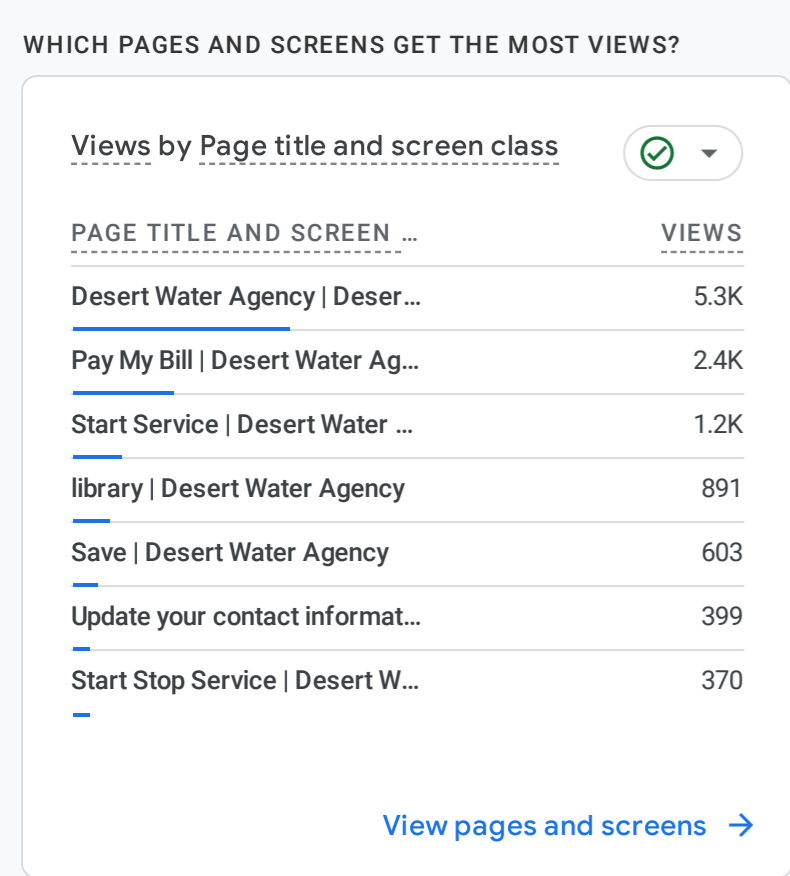 WHICH PAGES AND SCREENS GET THE MOST VIEWS?
Views by Page title and screen class
PAGE TITLE AND SCREEN … VIEWS
Desert Water Agency | Deser… 5.3K
Pay My Bill | Desert Water Ag… 2.4K
Start Service | Desert Water … 1.2K
library | Desert Water Agency 891
Save | Desert Water Agency 603
Update your contact informat… 399
Start Stop Service | Desert W… 370
View pages and screens →